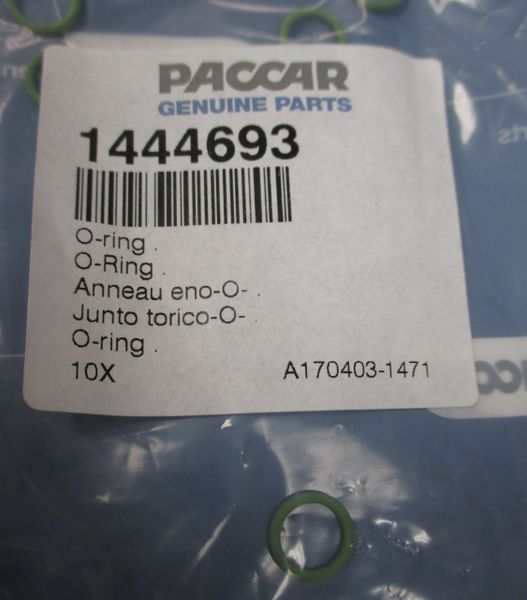 PACCAR
GENUINE PARTS
1444693
O-ring .
O-Ring .
Anneau eno-O- .
Junto torico-O- .
O-ring .
10X A170403-1471